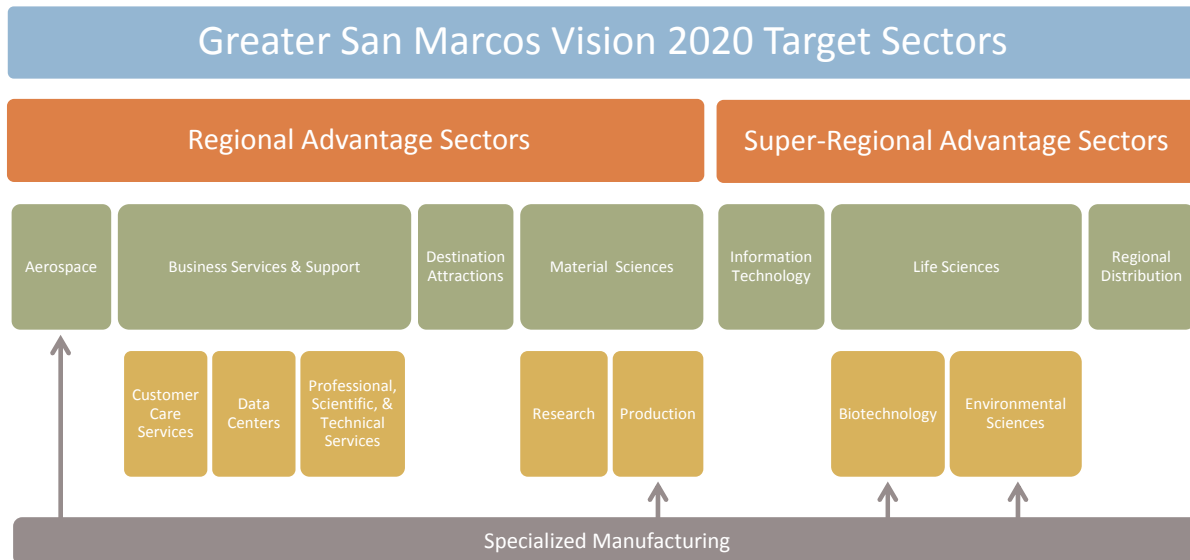 Greater San Marcos Vision 2020 Target Sectors
Regional Advantage Sectors
Super-Regional Advantage Sectors
Aerospace
Business Services & Support
Destination
Attractions
Material Sciences
Information
Technology
Life Sciences
Regional
Distribution
Customer
Care
Services
Data
Centers
Professional,
Scientific, &
Technical
Services
Research
Production
Biotechnology
Environmental
Sciences
Specialized Manufacturing